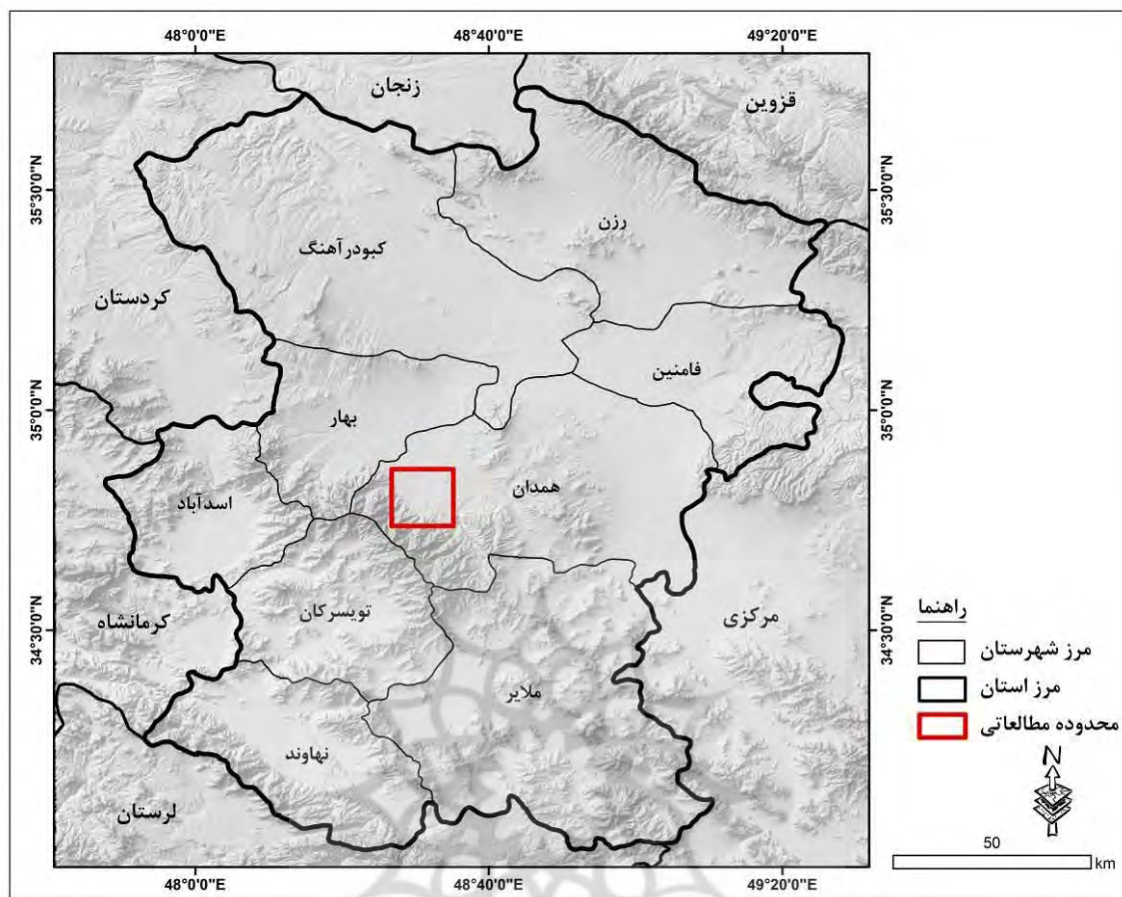 48°0'0"E 48°40'0"E 49°20'0"E
زنجان
قزوین
35°30'0"N 35°30'0"N
رزن
کبودرآهنگ
کردستان
فامنین
35°0'0"N 35°0'0"N
بهار
همدان
اسدآباد
تویسرکان
کرمانشاه
مرکزی
34°30'0"N 34°30'0"N
ملایر
نهاوند
لرستان
48°0'0"E 48°40'0"E 49°20'0"E
راهنما
مرز شهرستان
مرز استان
محدوده مطالعاتی
N
50
km